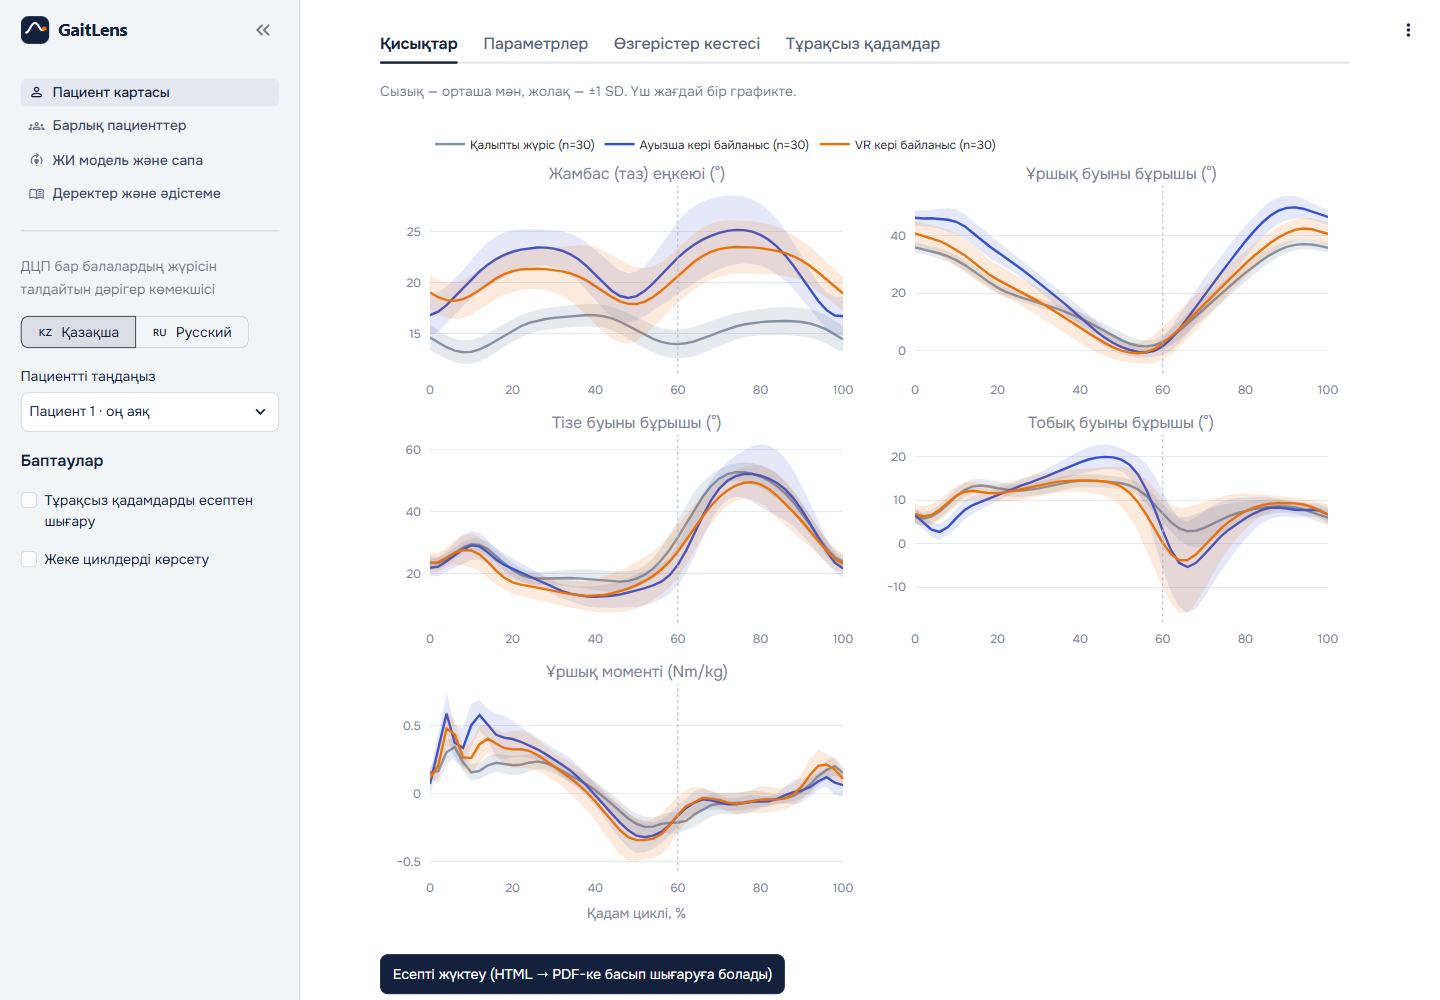 GaitLens
Пациент картасы
Барлық пациенттер
ЖИ модель және сапа
Деректер және әдістеме
ДЦП бар балалардың жүрісін
талдайтын дәрігер көмекшісі
KZ Қазақша
RU Русский
Пациентті таңдаңыз
Пациент 1 · оң аяқ
Баптаулар
Тұрақсыз қадамдарды есептен
шығару
Жеке циклдерді көрсету
Қисықтар Параметрлер Өзгерістер кестесі Тұрақсыз қадамдар
Сызық — орташа мән, жолақ — ±1 SD. Үш жағдай бір графикте.
Қалыпты жүріс (n=30) Ауызша кері байланыс (n=30) VR кері байланыс (n=30)
Жамбас (таз) еңкеюі (°)
25
20
15
0 20 40 60 80 100
Ұршық буыны бұрышы (°)
40
20
0
0 20 40 60 80 100
Тізе буыны бұрышы (°)
60
40
20
0 20 40 60 80 100
Тобық буыны бұрышы (°)
20
10
0
−10
0 20 40 60 80 100
Ұршық моменті (Nm/kg)
0.5
0
−0.5
0 20 40 60 80 100
Қадам циклі, %
Есепті жүктеу (HTML → PDF-ке басып шығаруға болады)